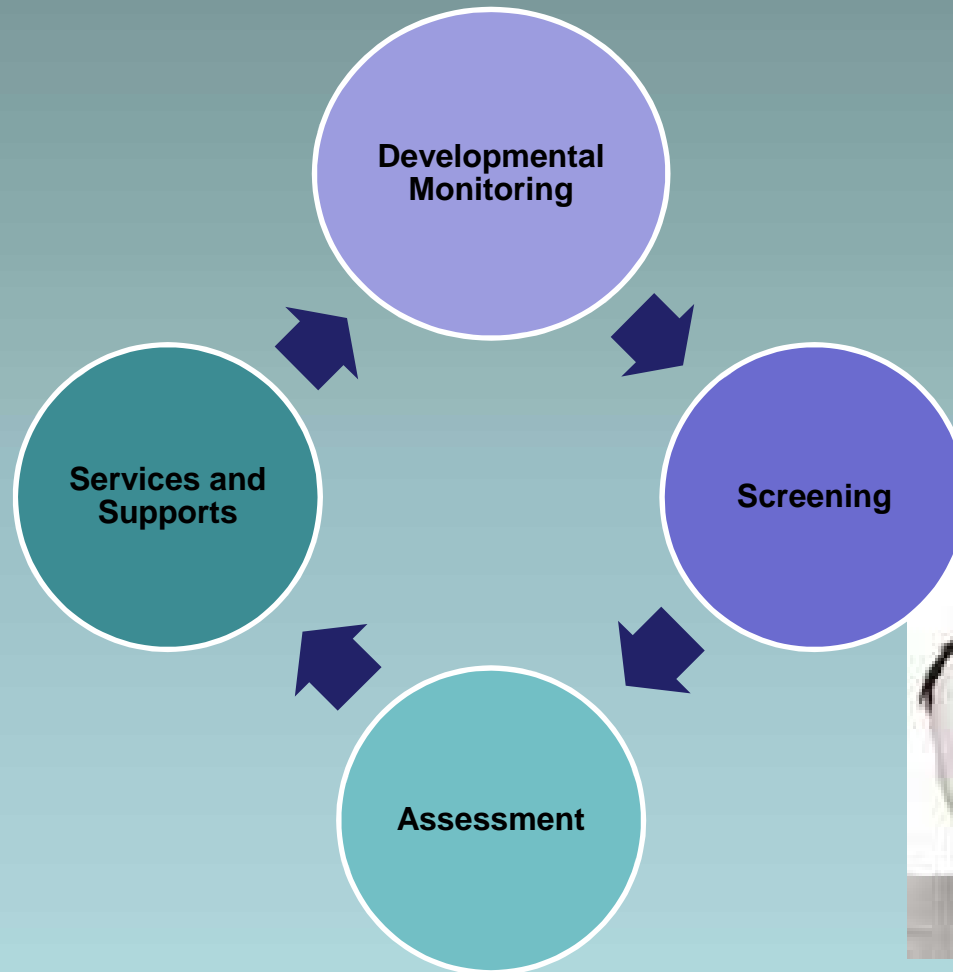 Developmental
Monitoring
Screening
Assessment
Services and
Supports